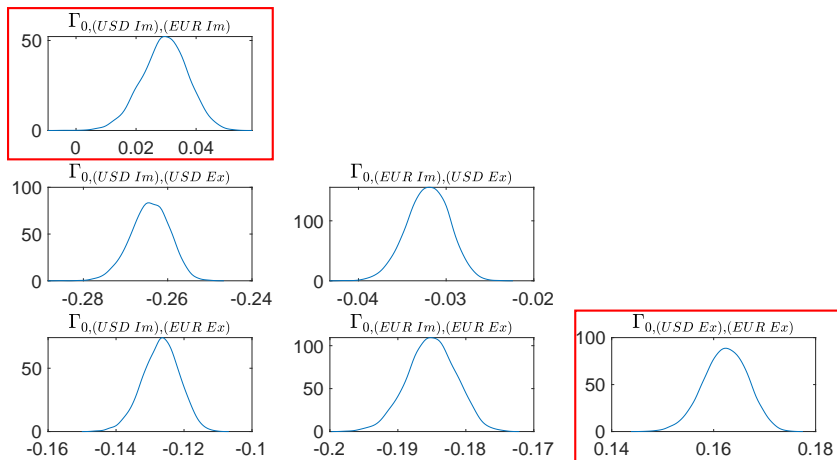 Γ0,(USD Im),(EUR Im)
50
0
0 0.02 0.04
Γ0,(USD Im),(USD Ex) Γ0,(EUR Im),(USD Ex)
100
50
0
-0.28 -0.26 -0.24
100
0
-0.04 -0.03 -0.02
Γ0,(USD Im),(EUR Ex) Γ0,(EUR Im),(EUR Ex) Γ0,(USD Ex),(EUR Ex)
50
0
-0.16 -0.14 -0.12 -0.1
100
50
0
-0.2 -0.19 -0.18 -0.17
100
50
0
0.14 0.16 0.18